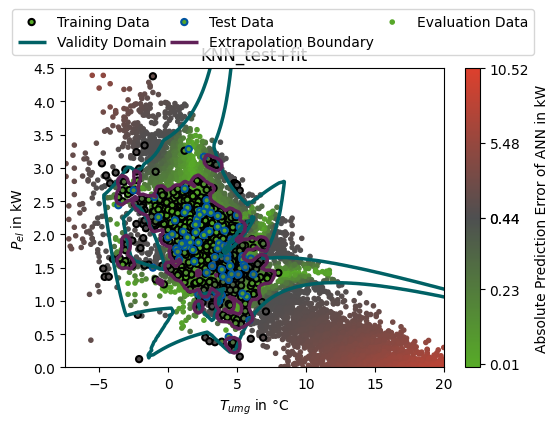 Training Data Test Data Evaluation Data
Validity Domain Extrapolation Boundary
KNN_test+fit
4.5
4.0
3.5
3.0
2.5
2.0
1.5
1.0
0.5
0.0
P_el in kW
−5 0 5 10 15 20
T_umg in °C
10.52
5.48
0.44
0.23
0.01
Absolute Prediction Error of ANN in kW